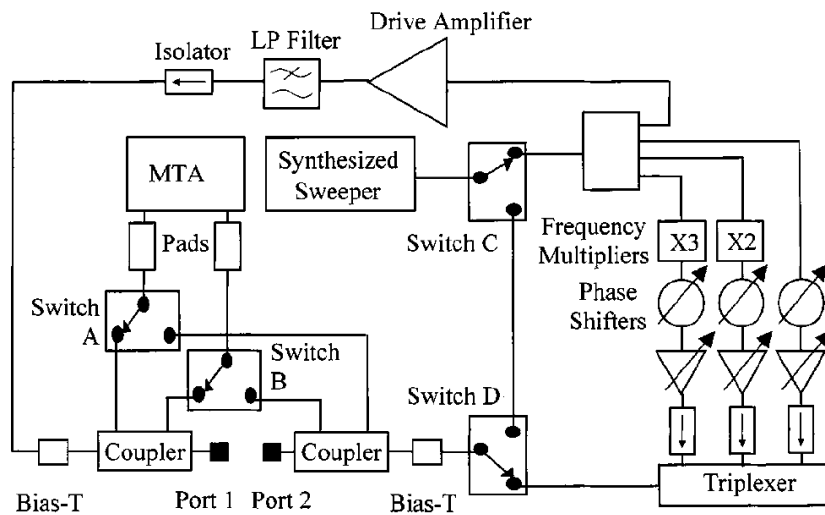 Drive Amplifier
LP Filter
Isolator
MTA
Synthesized
Sweeper
Pads
Switch C
Frequency
Multipliers
X3
X2
Switch
A
Phase
Shifters
Switch
B
Switch D
Coupler
Coupler
Bias-T
Port 1
Port 2
Bias-T
Triplexer